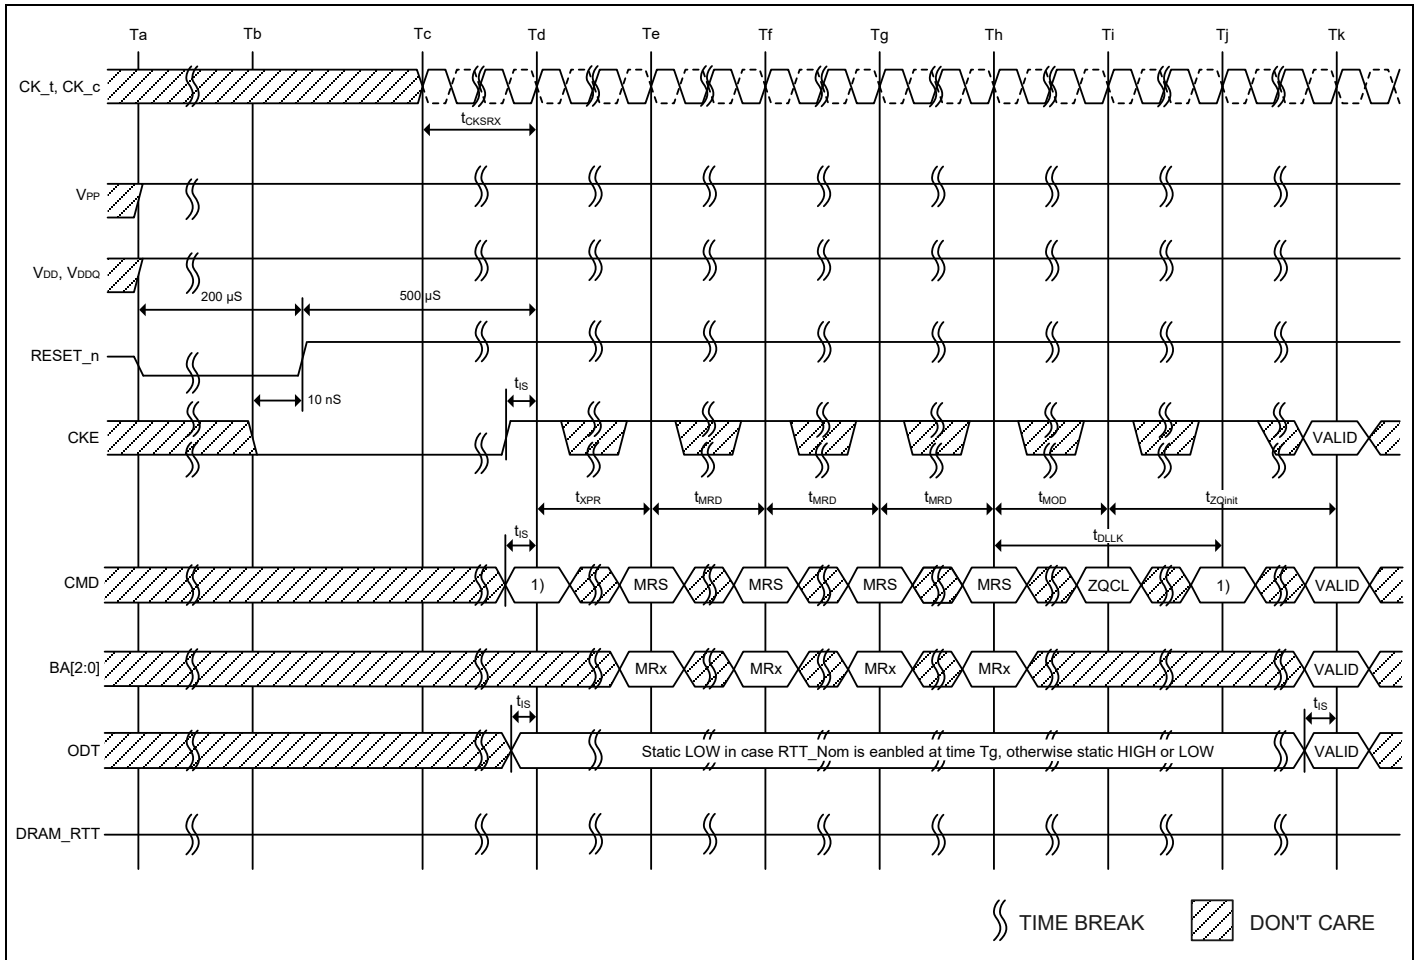 Ta Tb Tc Td Te Tf Tg Th Ti Tj Tk
CK_t, CK_c
tCKSRX
VPP
VDD, VDDQ
200 µS 500 µS
RESET_n
tIS
10 nS
CKE VALID
tXPR tMRD tMRD tMRD tMOD tZQinit
tIS tDLLK
CMD 1) MRS MRS MRS MRS ZQCL 1) VALID
BA[2:0] MRx MRx MRx MRx VALID
tIS tIS
ODT Static LOW in case RTT_Nom is eanbled at time Tg, otherwise static HIGH or LOW VALID
DRAM_RTT
TIME BREAK DON'T CARE